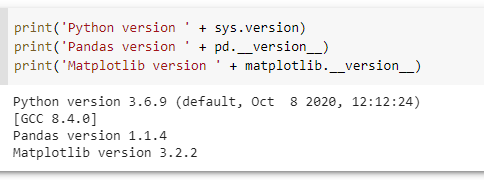 print('Python version ' + sys.version)
print('Pandas version ' + pd.__version__)
print('Matplotlib version ' + matplotlib.__version__)
Python version 3.6.9 (default, Oct  8 2020, 12:12:24)
[GCC 8.4.0]
Pandas version 1.1.4
Matplotlib version 3.2.2